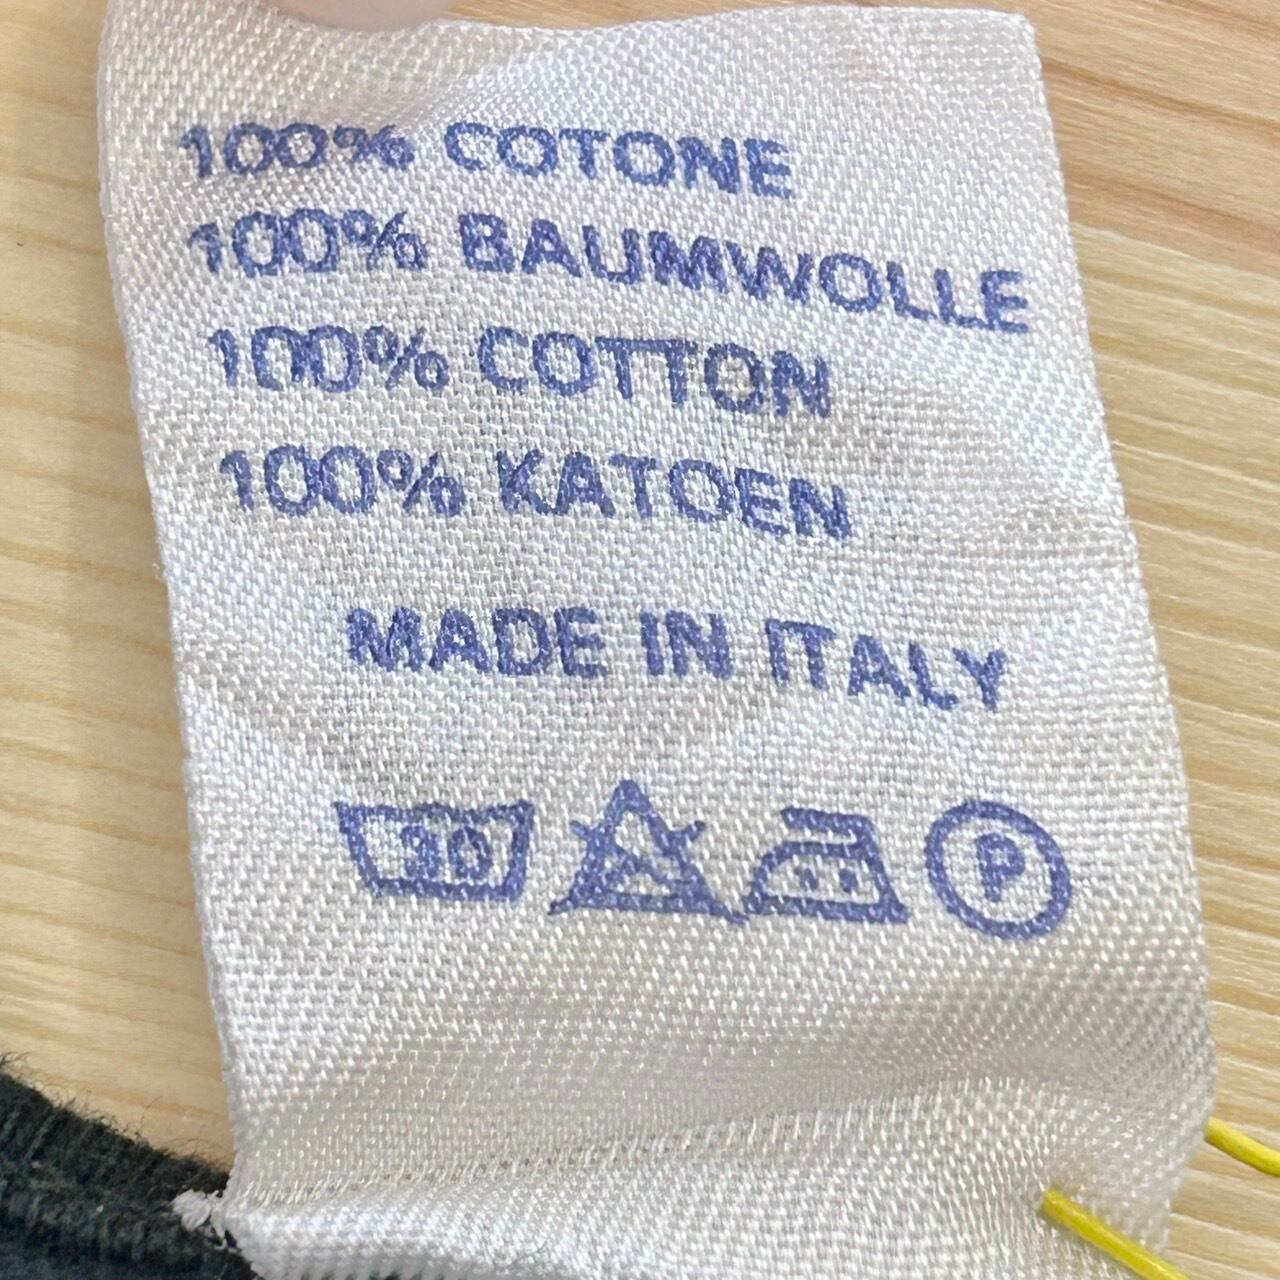 100% COTONE
100% BAUMWOLLE
100% COTTON
100% KATOEN
MADE IN ITALY
30 P